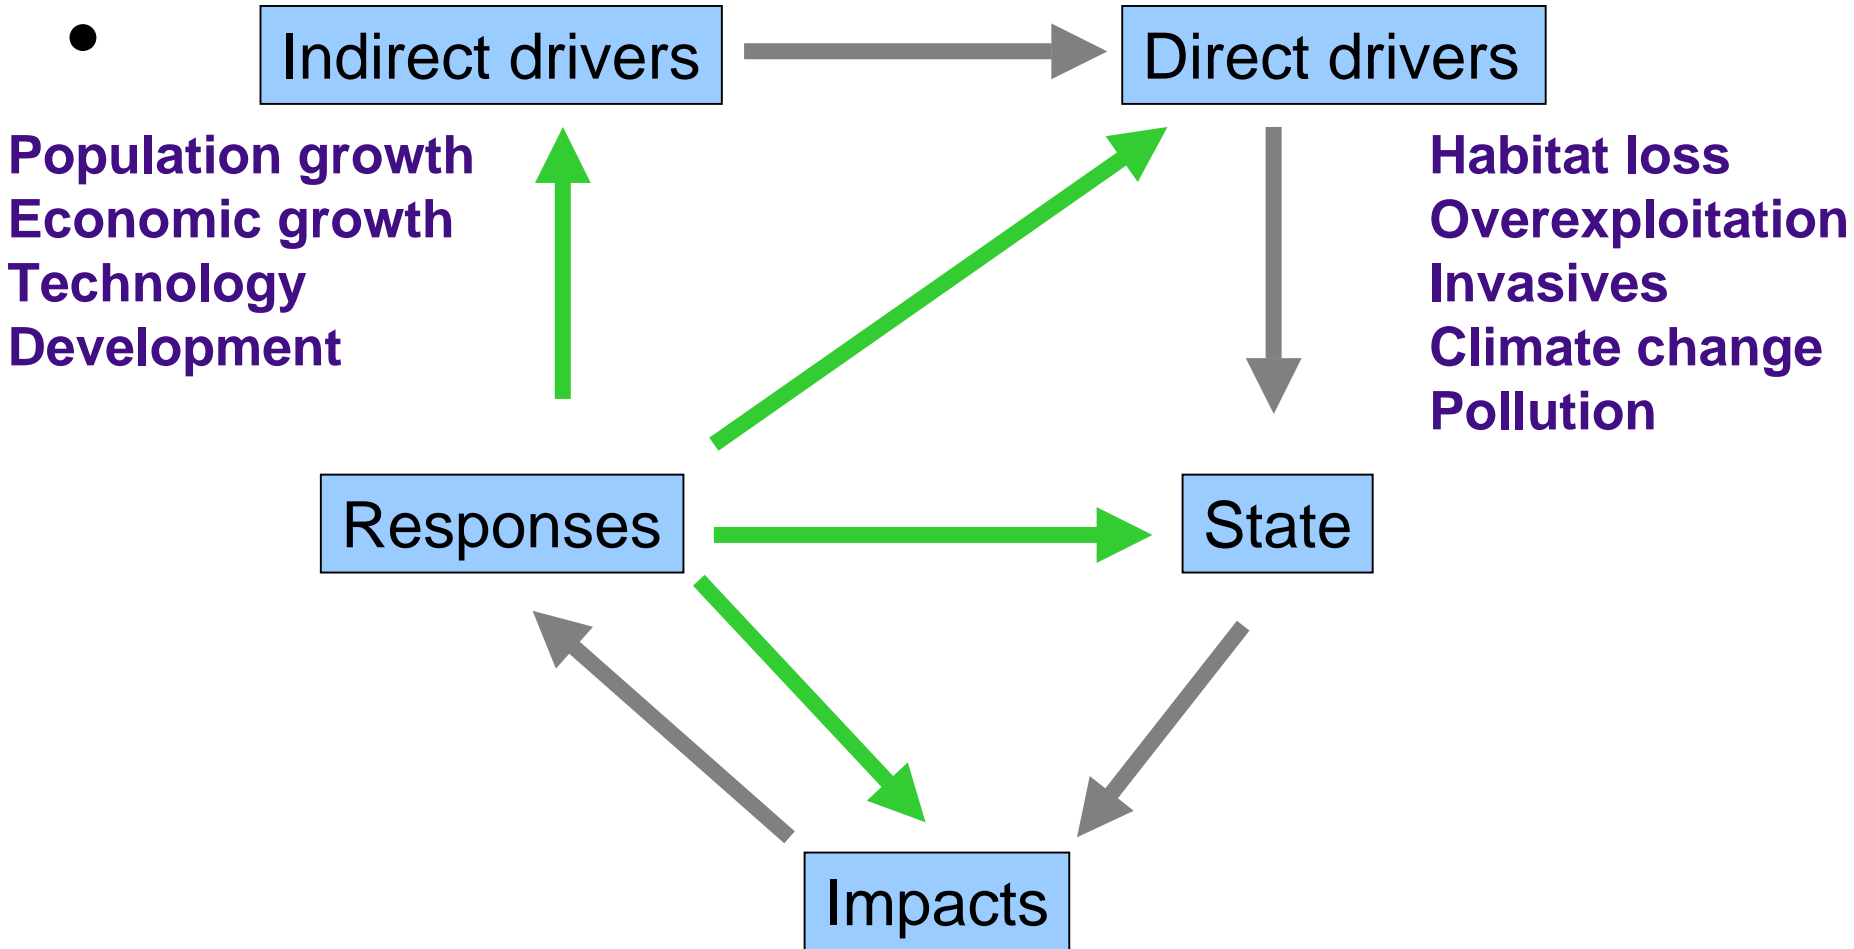 • Indirect drivers
Direct drivers
Population growth
Economic growth
Technology
Development
Habitat loss
Overexploitation
Invasives
Climate change
Pollution
Responses
State
Impacts